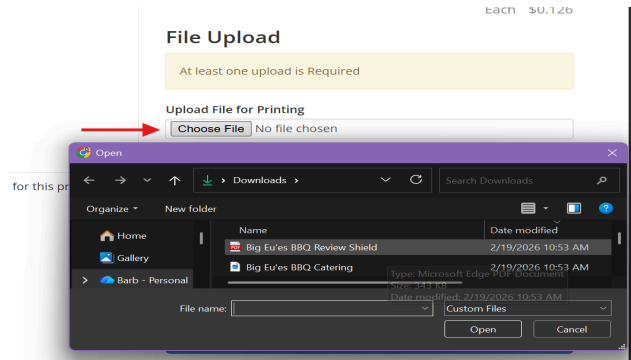 Each $0.126
File Upload
At least one upload is Required
Upload File for Printing
Choose File No file chosen
Open
for this pr
Downloads
Search Downloads
Organize
New folder
Name Date modified
Home
Gallery
Barb - Personal
Big Eu'es BBQ Review Shield 2/19/2026 10:53 AM
Big Eu'es BBQ Catering 2/19/2026 10:53 AM
Type: Microsoft Edge PDF Document
Size: 343 KB
Date modified: 2/19/2026 10:53 AM
File name:
Custom Files
Open
Cancel